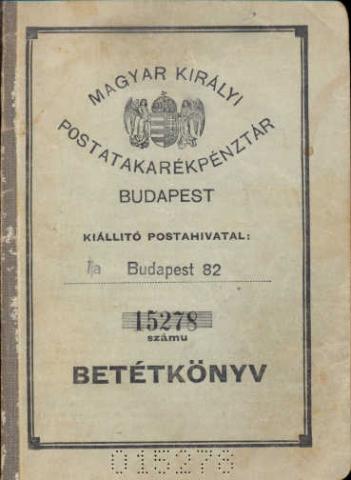 MAGYAR KIRÁLYI
POSTATAKARÉKPÉNZTÁR
BUDAPEST
KIÁLLITÓ POSTAHIVATAL:
Budapest 82
15278
számu
BETÉTKÖNYV
015278